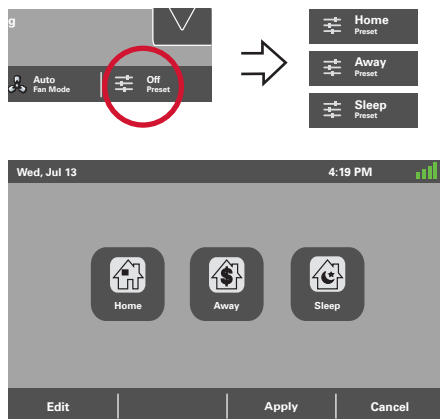 g
Auto
Fan Mode
Off
Preset
Home
Preset
Away
Preset
Sleep
Preset
Wed, Jul 13 4:19 PM
Home Away Sleep
Edit Apply Cancel